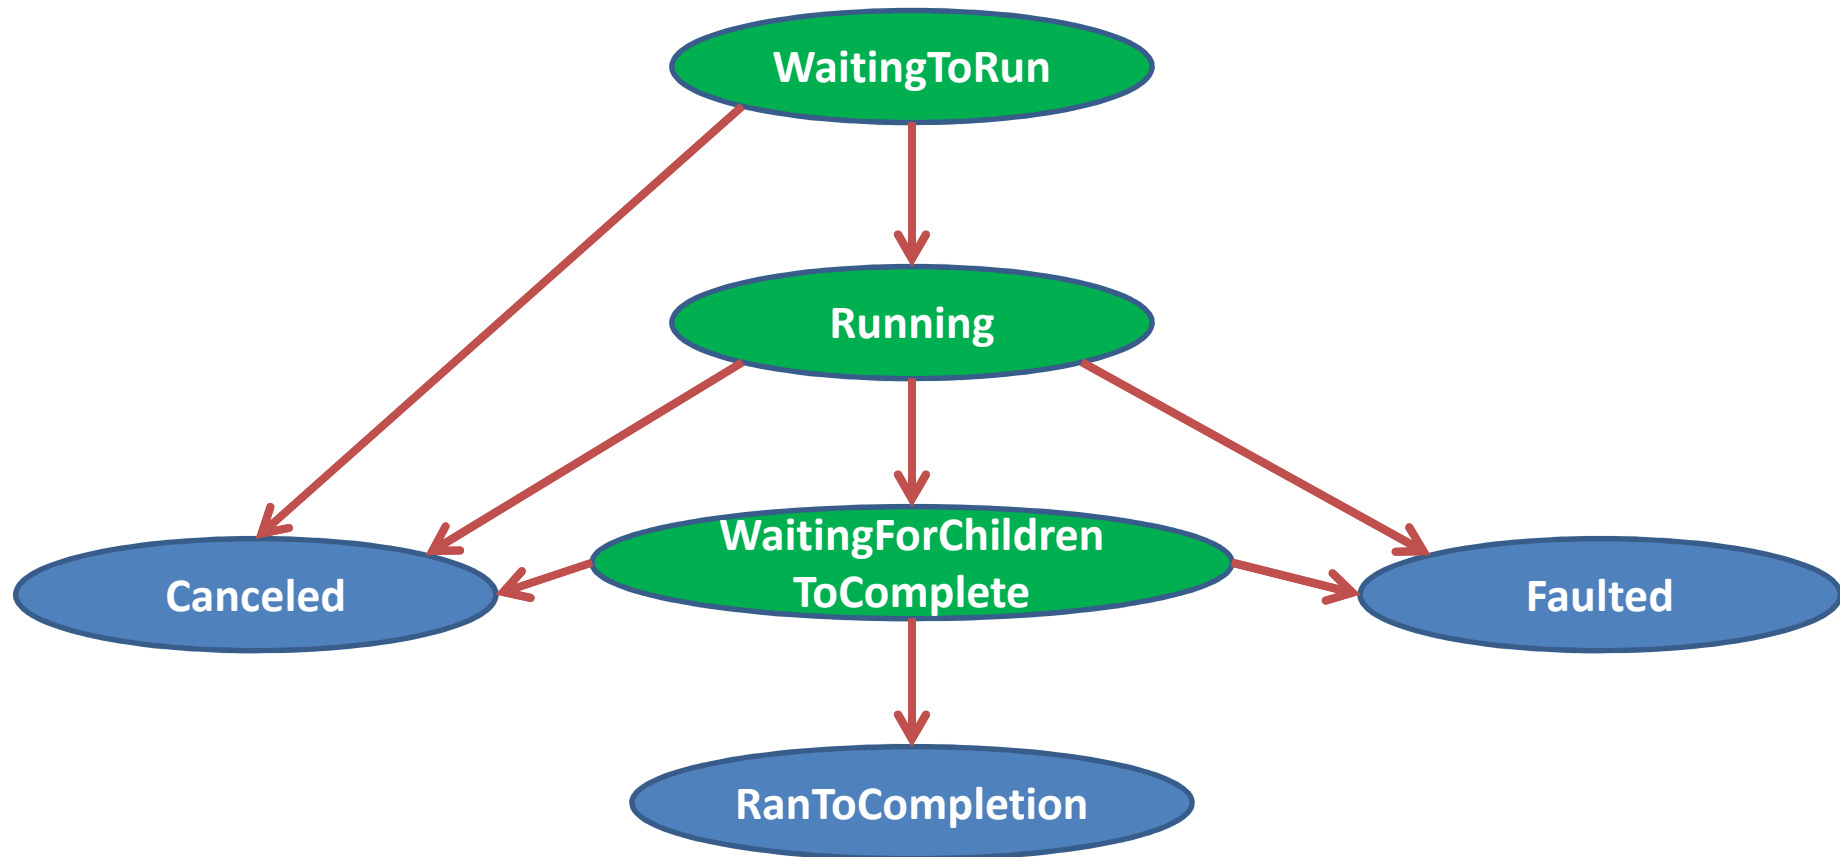 WaitingToRun
Running
WaitingForChildren
ToComplete
Canceled
Faulted
RanToCompletion